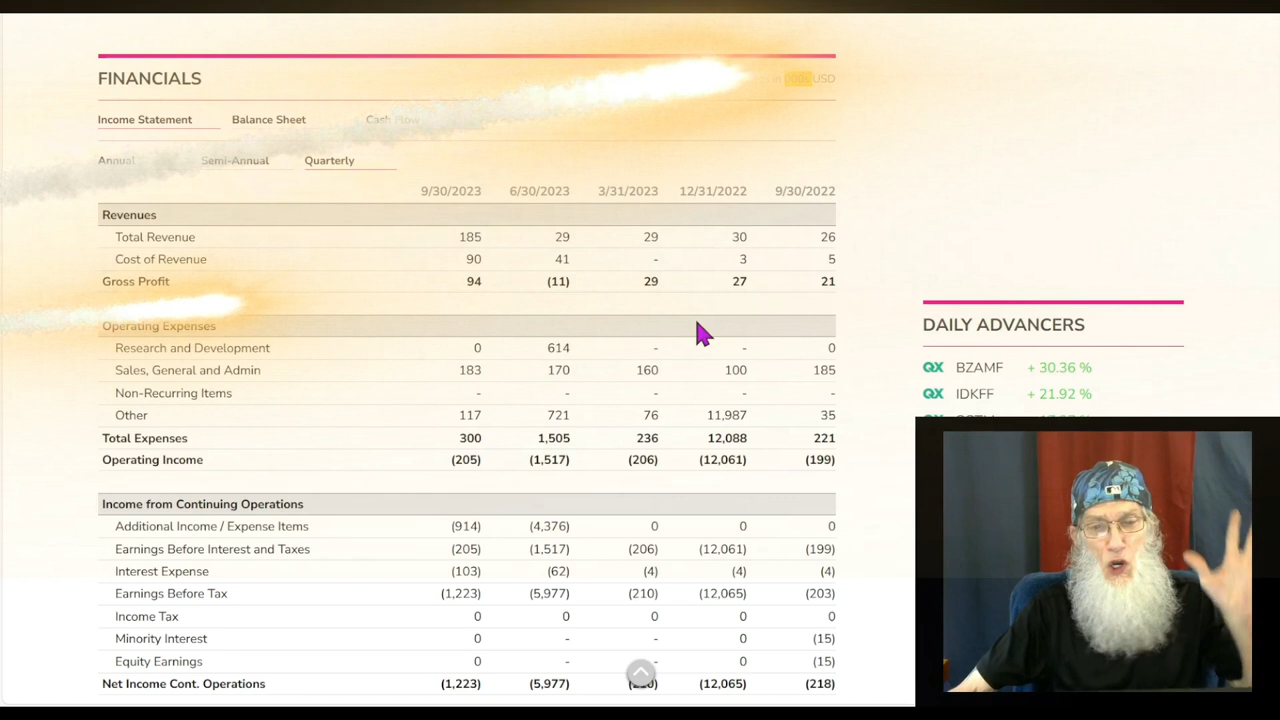 FINANCIALS in 000s USD
Income Statement Balance Sheet Cash Flow
Annual Semi-Annual Quarterly
9/30/2023 6/30/2023 3/31/2023 12/31/2022 9/30/2022
Revenues
Total Revenue 185 29 29 30 26
Cost of Revenue 90 41 - 3 5
Gross Profit 94 (11) 29 27 21
Operating Expenses
Research and Development 0 614 - - 0
Sales, General and Admin 183 170 160 100 185
Non-Recurring Items - - - - -
Other 117 721 76 11,987 35
Total Expenses 300 1,505 236 12,088 221
Operating Income (205) (1,517) (206) (12,061) (199)
Income from Continuing Operations
Additional Income / Expense Items (914) (4,376) 0 0 0
Earnings Before Interest and Taxes (205) (1,517) (206) (12,061) (199)
Interest Expense (103) (62) (4) (4) (4)
Earnings Before Tax (1,223) (5,977) (210) (12,065) (203)
Income Tax 0 0 0 0 0
Minority Interest 0 - - 0 (15)
Equity Earnings 0 - - 0 (15)
Net Income Cont. Operations (1,223) (5,977) (12,065) (218)
DAILY ADVANCERS
QX BZAMF + 30.36 %
QX IDKFF + 21.92 %